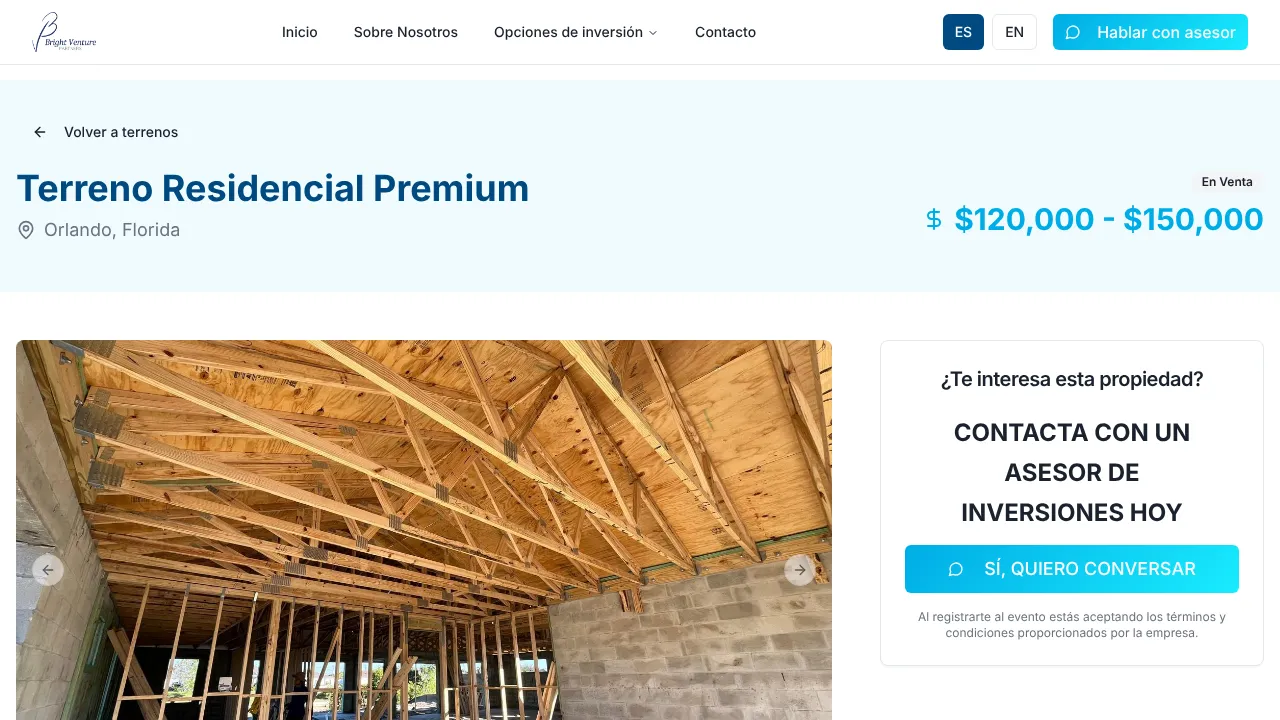 Bright Venture
PARTNERS
Inicio
Sobre Nosotros
Opciones de inversión
Contacto
ES
EN
Hablar con asesor
Volver a terrenos
Terreno Residencial Premium
Orlando, Florida
En Venta
$120,000 - $150,000
¿Te interesa esta propiedad?
CONTACTA CON UN
ASESOR DE
INVERSIONES HOY
SÍ, QUIERO CONVERSAR
Al registrarte al evento estás aceptando los términos y
condiciones proporcionados por la empresa.